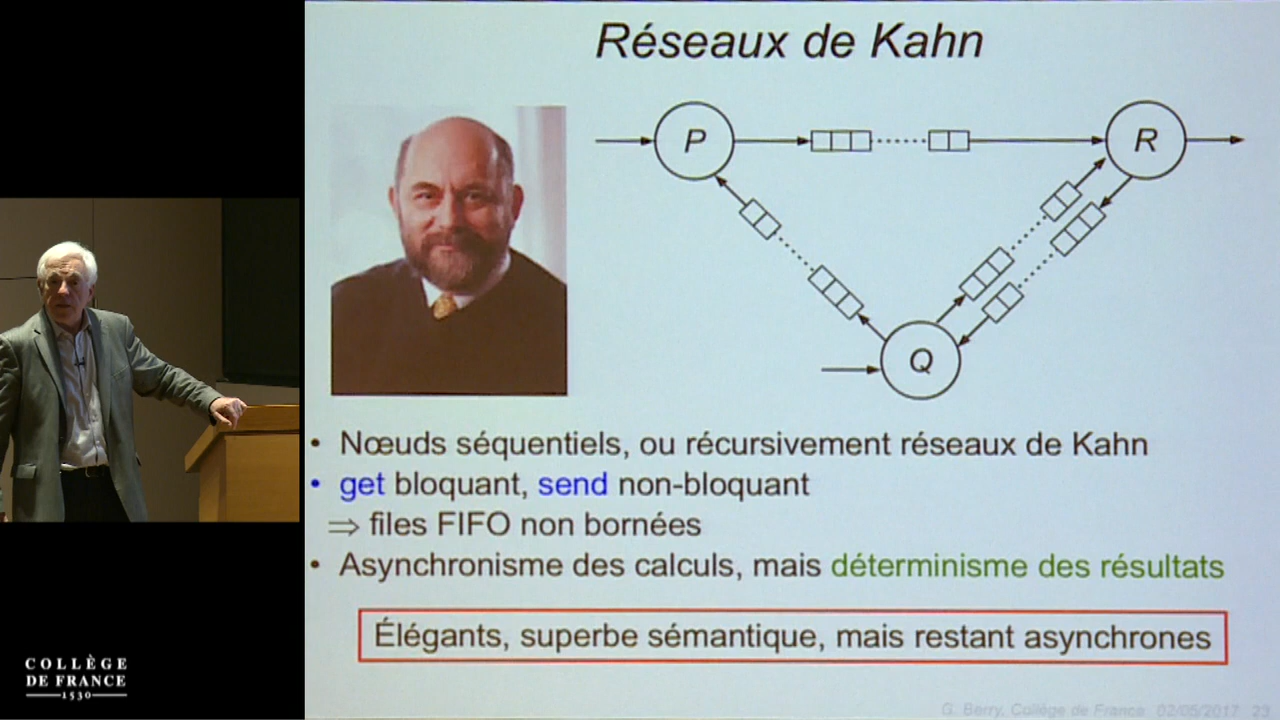 Réseaux de Kahn
P
R
Q
• Nœuds séquentiels, ou récursivement réseaux de Kahn
• get bloquant, send non-bloquant
⇒ files FIFO non bornées
• Asynchronisme des calculs, mais déterminisme des résultats
Élégants, superbe sémantique, mais restant asynchrones
G. Berry, Collège de France 02/05/2017 23
COLLÈGE
DE FRANCE
1530